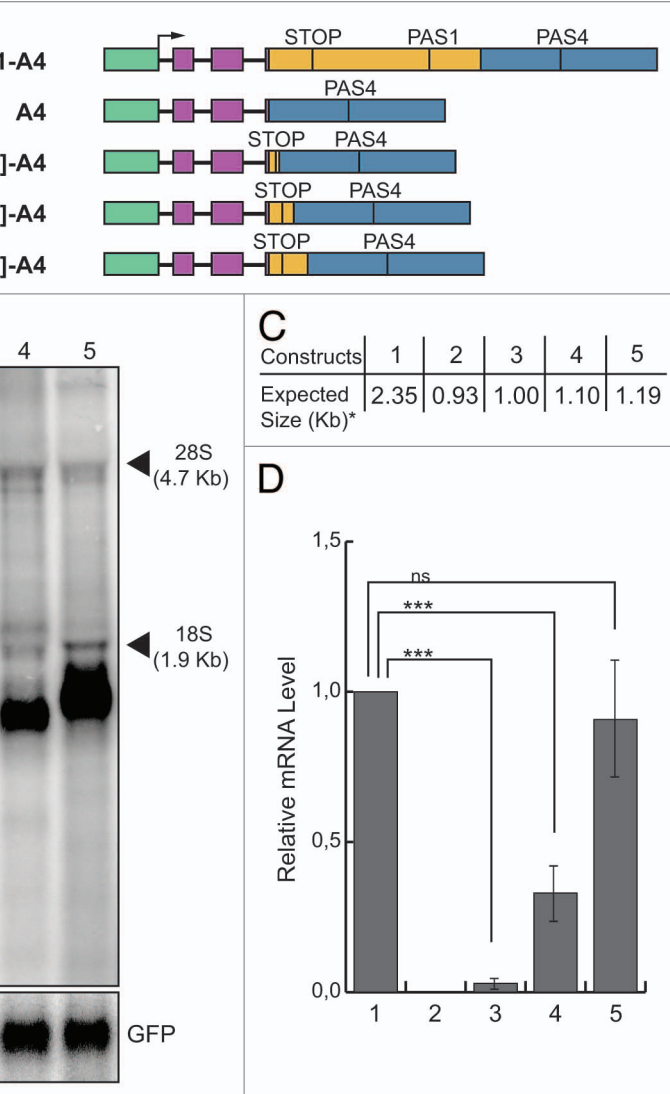 STOP PAS1 PAS4
1-A4
PAS4
A4
STOP PAS4
]-A4
STOP PAS4
]-A4
STOP PAS4
]-A4
4 5
28S
(4.7 Kb)
18S
(1.9 Kb)
GFP
C
Constructs 1 2 3 4 5
Expected 2.35 0.93 1.00 1.10 1.19
Size (Kb)*
D
Relative mRNA Level
1,5
ns
***
***
1,0
0,5
0,0
1 2 3 4 5